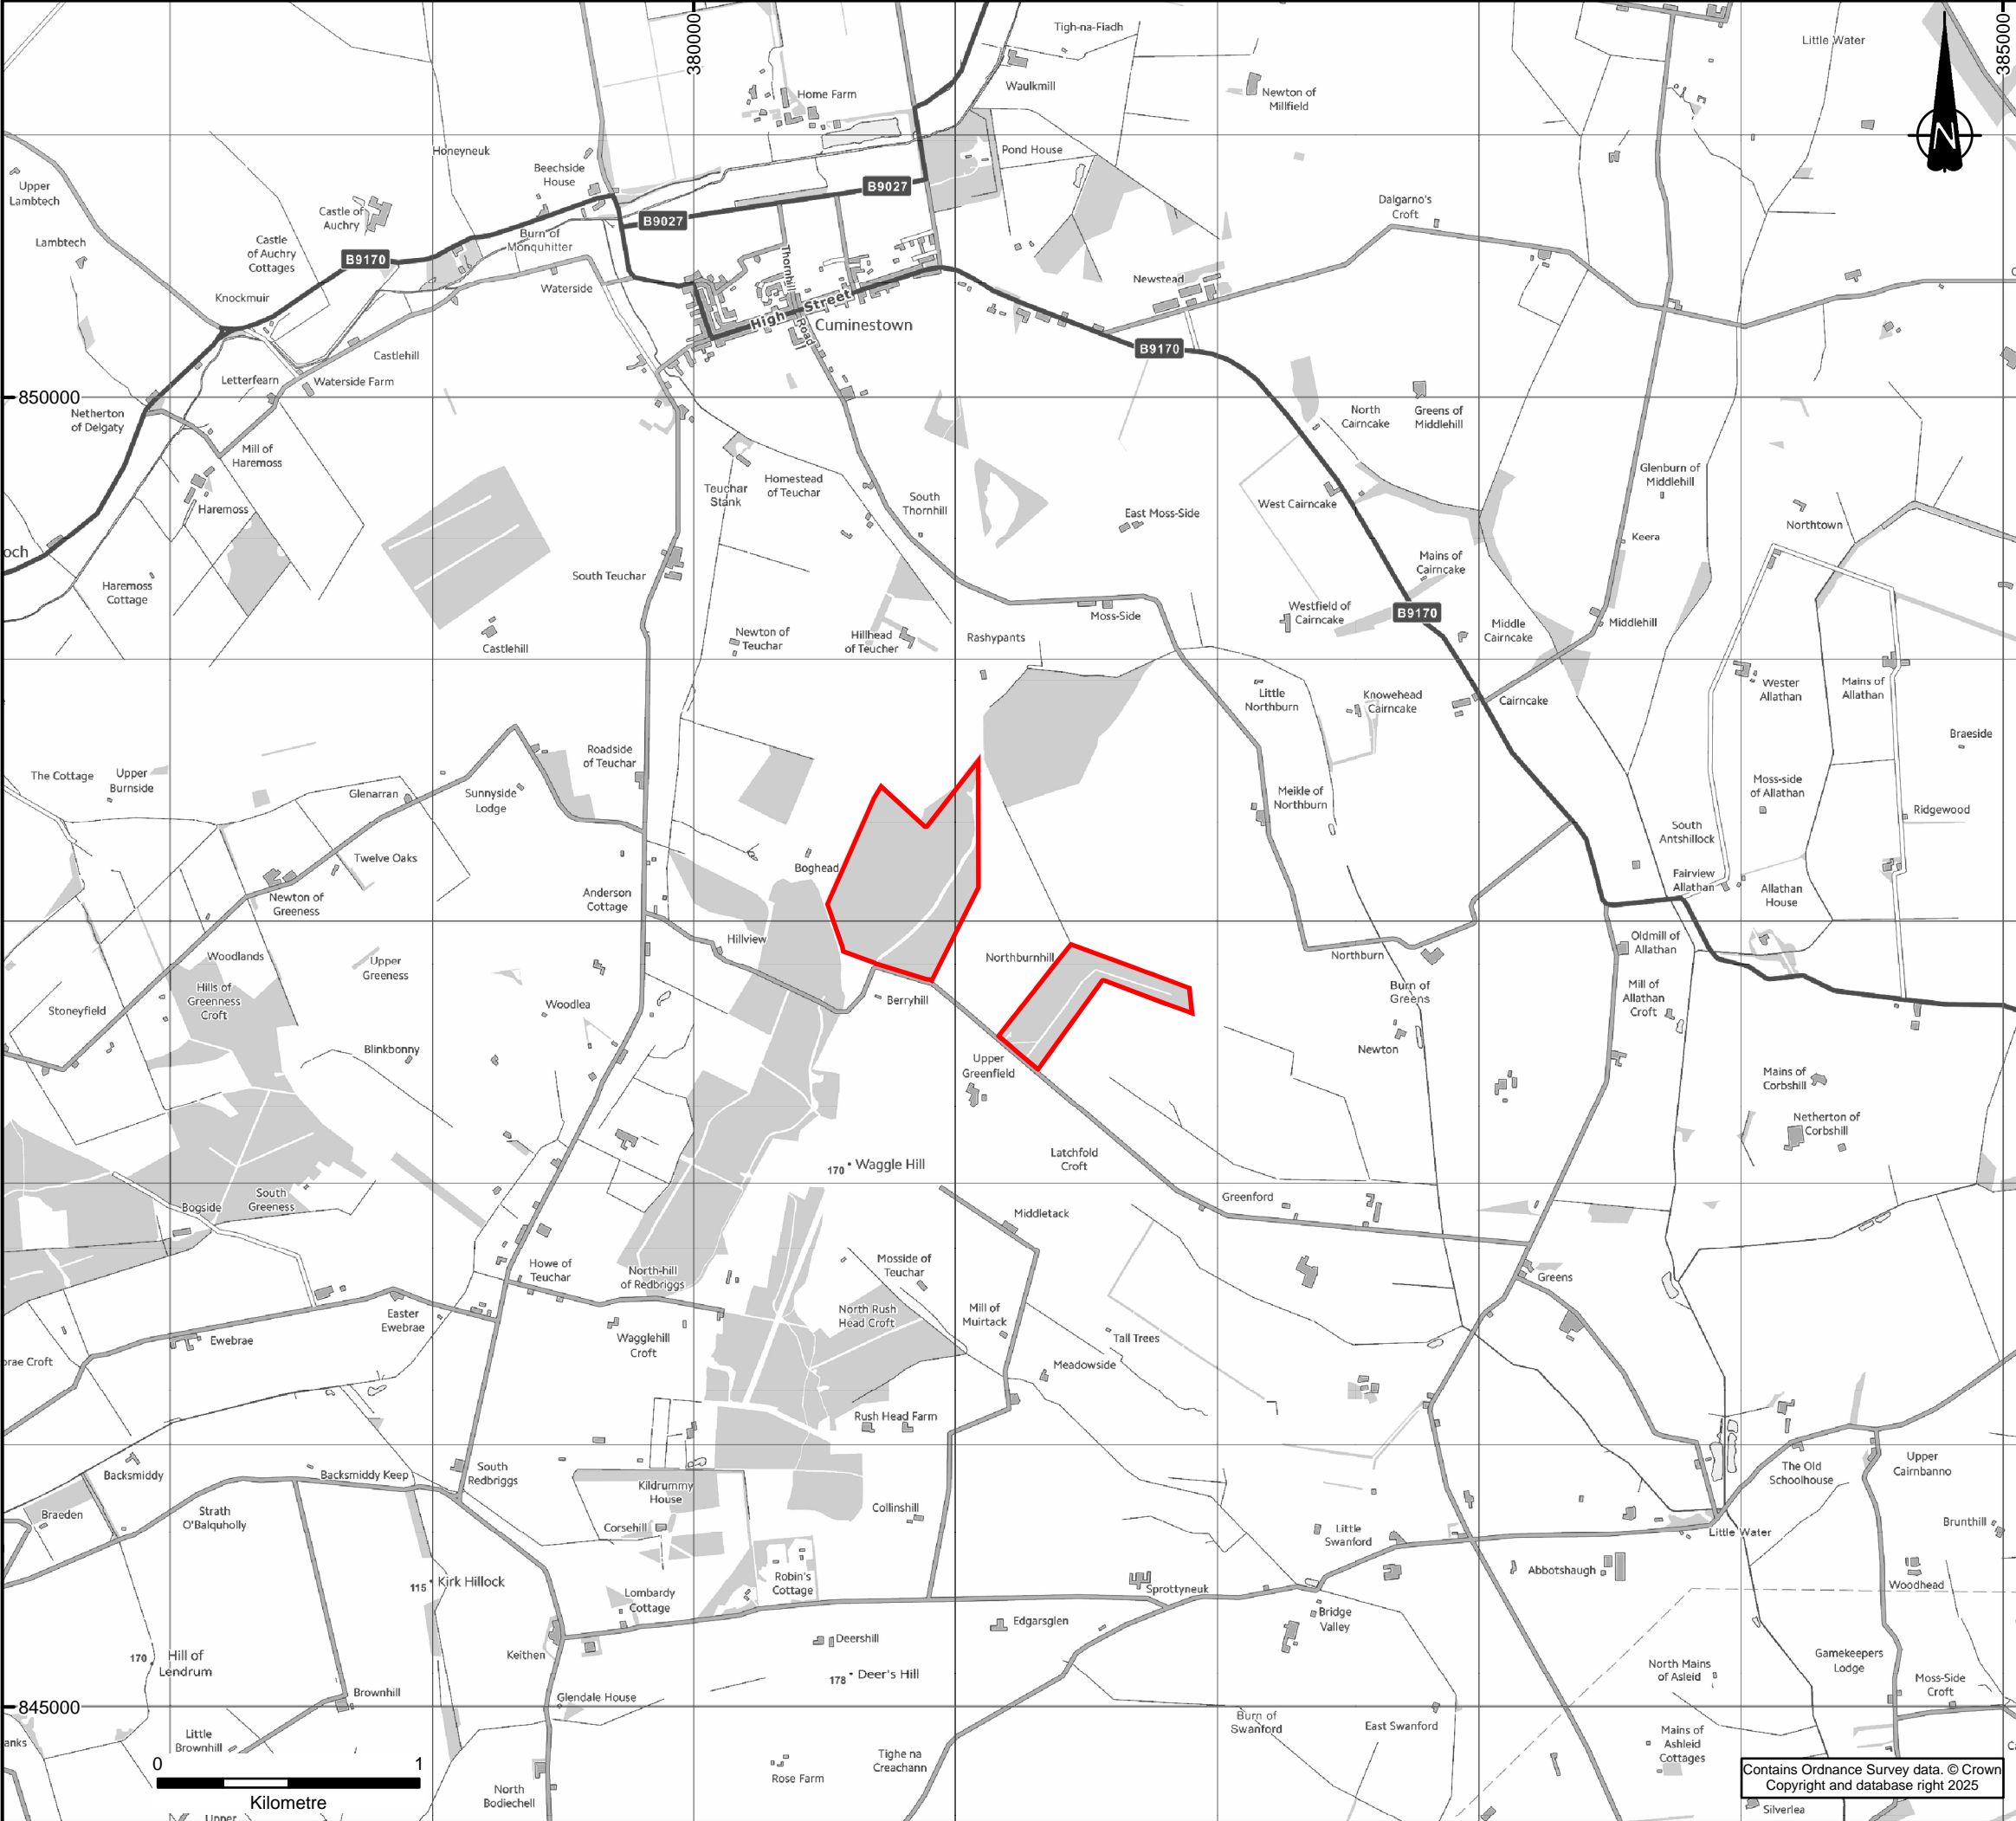 380000
385000
Tigh-na-Fiadh
Little Water
Waulkmill
Home Farm
Newton of
Millfield
N
Honeyneuk
Pond House
Beechside
House
Upper
Lambtech
B9027
Dalgarno's
Croft
Castle of
Auchry
B9027
Burn of
Monquhitter
Lambtech
Castle
of Auchry
Cottages
B9170
Thornhill
Road
Newstead
Waterside
Knockmuir
High Street
Cuminestown
B9170
Castlehill
Letterfearn
Waterside Farm
850000
Netherton
of Delgaty
North
Cairncake
Greens of
Middlehill
Mill of
Haremoss
Glenburn of
Middlehill
Teuchar
Stank
Homestead
of Teuchar
South
Thornhill
West Cairncake
Haremoss
East Moss-Side
Northtown
Keera
och
Mains of
Cairncake
South Teuchar
Haremoss
Cottage
Westfield of
Cairncake
B9170
Moss-Side
Middle
Cairncake
Middlehill
Newton of
Teuchar
Hillhead
of Teucher
Rashypants
Castlehill
Little
Northburn
Knowehead
Cairncake
Cairncake
Wester
Allathan
Mains of
Allathan
Braeside
Roadside
of Teuchar
The Cottage
Upper
Burnside
Glenarran
Sunnyside
Lodge
Meikle of
Northburn
Moss-side
of Allathan
Ridgewood
South
Antshillock
Twelve Oaks
Boghead
Fairview
Allathan
Allathan
House
Newton of
Greeness
Anderson
Cottage
Hillview
Oldmill of
Allathan
Woodlands
Upper
Greeness
Northburnhill
Northburn
Hills of
Greenness
Croft
Stoneyfield
Woodlea
Berryhill
Burn of
Greens
Mill of
Allathan
Croft
Blinkbonny
Newton
Upper
Greenfield
Mains of
Corbshill
Netherton of
Corbshill
170
Waggle Hill
Latchfold
Croft
South
Greeness
Bogside
Greenford
Middletack
Howe of
Teuchar
North-hill
of Redbriggs
Mosside of
Teuchar
Greens
Easter
Ewebrae
North Rush
Head Croft
Mill of
Muirtack
Ewebrae
Wagglehill
Croft
Tall Trees
brae Croft
Meadowside
Rush Head Farm
Backsmiddy
Backsmiddy Keep
South
Redbriggs
The Old
Schoolhouse
Upper
Cairnbanno
Kildrummy
House
Braeden
Strath
O'Balquholly
Collinshill
Corsehill
Little
Swanford
Little Water
Brunthill
Robin's
Cottage
Abbotshaugh
115
Kirk Hillock
Lombardy
Cottage
Sprottyneuk
Woodhead
Bridge
Valley
Edgarsglen
Deershill
Keithen
170
Hill of
Lendrum
178
Deer's Hill
North Mains
of Asleid
Gamekeepers
Lodge
Moss-Side
Croft
Brownhill
Glendale House
845000
Burn of
Swanford
East Swanford
Little
Brownhill
anks
Mains of
Ashleid
Cottages
0
1
Kilometre
Tighe na
Creachann
Rose Farm
North
Bodiechell
Contains Ordnance Survey data. © Crown
Copyright and database right 2025
Silverlea
Upper